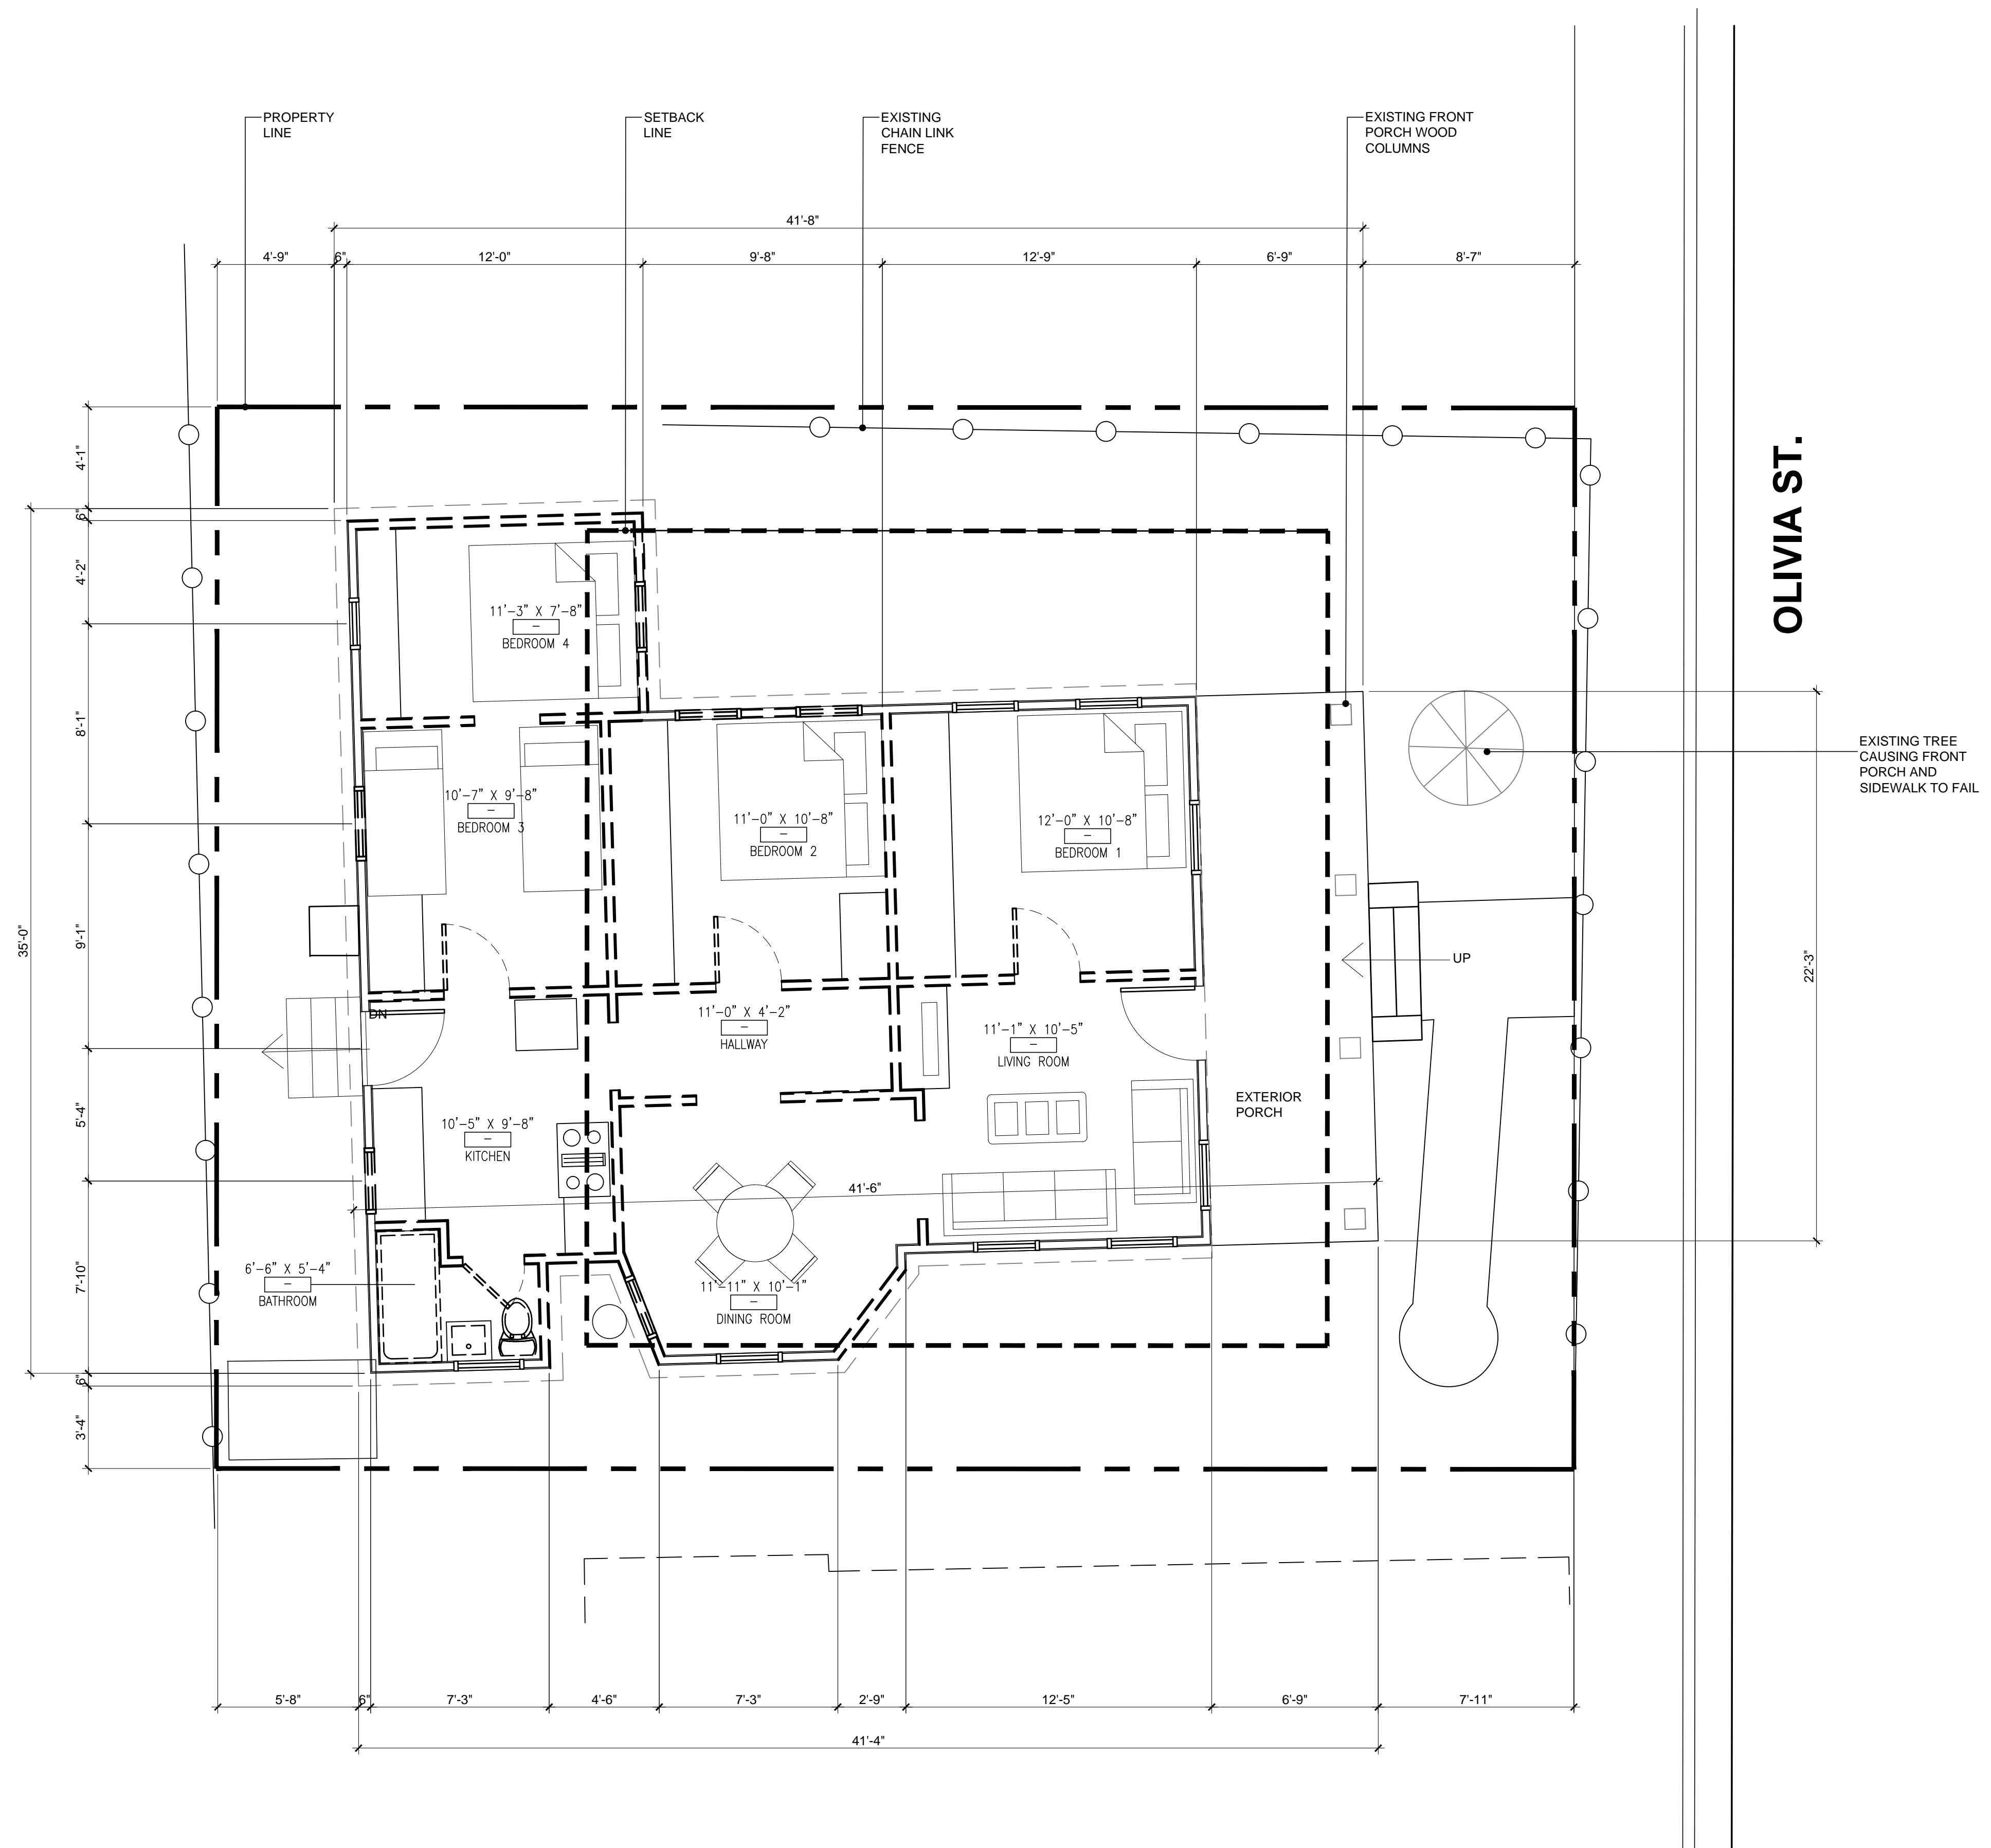 PROPERTY
LINE
SETBACK
LINE
EXISTING
CHAIN LINK
FENCE
EXISTING FRONT
PORCH WOOD
COLUMNS
41'-8"
4'-9"
6"
12'-0"
9'-8"
12'-9"
6'-9"
8'-7"
OLIVIA ST.
4'-1"
6"
4'-2"
8'-1"
9'-1"
5'-4"
7'-10"
6"
3'-4"
35'-0"
11'-3" X 7'-8"
-
BEDROOM 4
10'-7" X 9'-8"
-
BEDROOM 3
11'-0" X 10'-8"
-
BEDROOM 2
12'-0" X 10'-8"
-
BEDROOM 1
EXISTING TREE
CAUSING FRONT
PORCH AND
SIDEWALK TO FAIL
22'-3"
UP
DN
11'-0" X 4'-2"
-
HALLWAY
11'-1" X 10'-5"
-
LIVING ROOM
EXTERIOR
PORCH
10'-5" X 9'-8"
-
KITCHEN
41'-6"
6'-6" X 5'-4"
-
BATHROOM
11'-11" X 10'-1"
-
DINING ROOM
5'-8"
6"
7'-3"
4'-6"
7'-3"
2'-9"
12'-5"
6'-9"
7'-11"
41'-4"